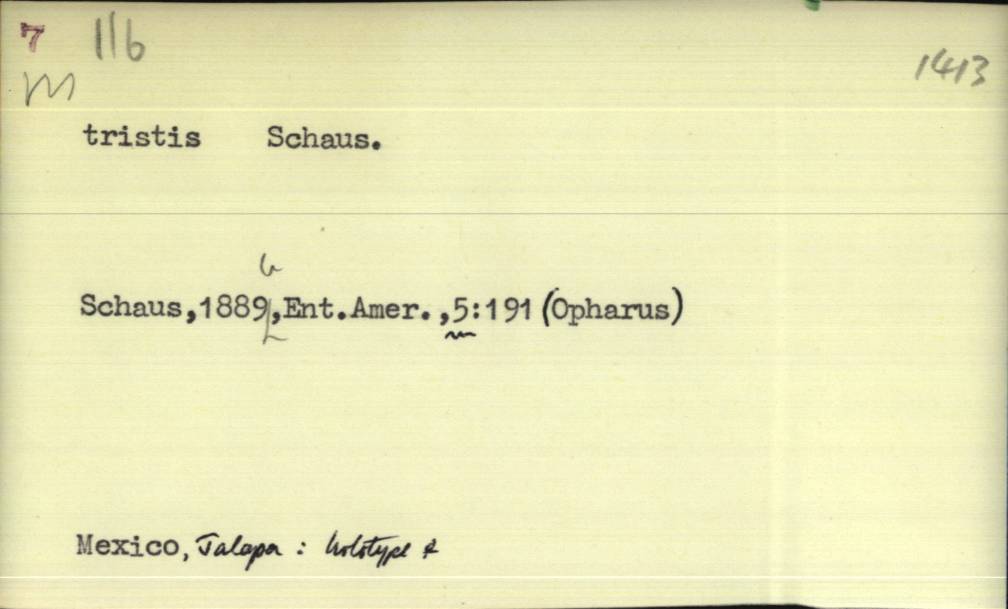 7 116
1413
m
tristis Schaus.
b
Schaus,1889,Ent.Amer.,5:191 (Opharus)
Mexico, Jalapa : holotype